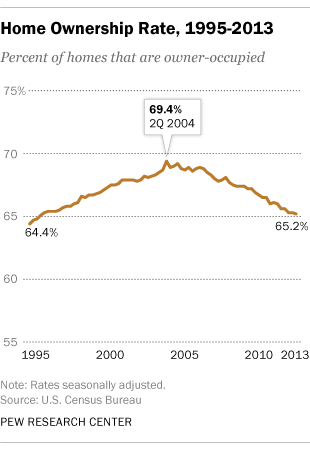 Home Ownership Rate, 1995-2013
Percent of homes that are owner-occupied
75%
69.4%
2Q 2004
70
65
64.4%
65.2%
60
55
1995 2000 2005 2010 2013
Note: Rates seasonally adjusted.
Source: U.S. Census Bureau
PEW RESEARCH CENTER